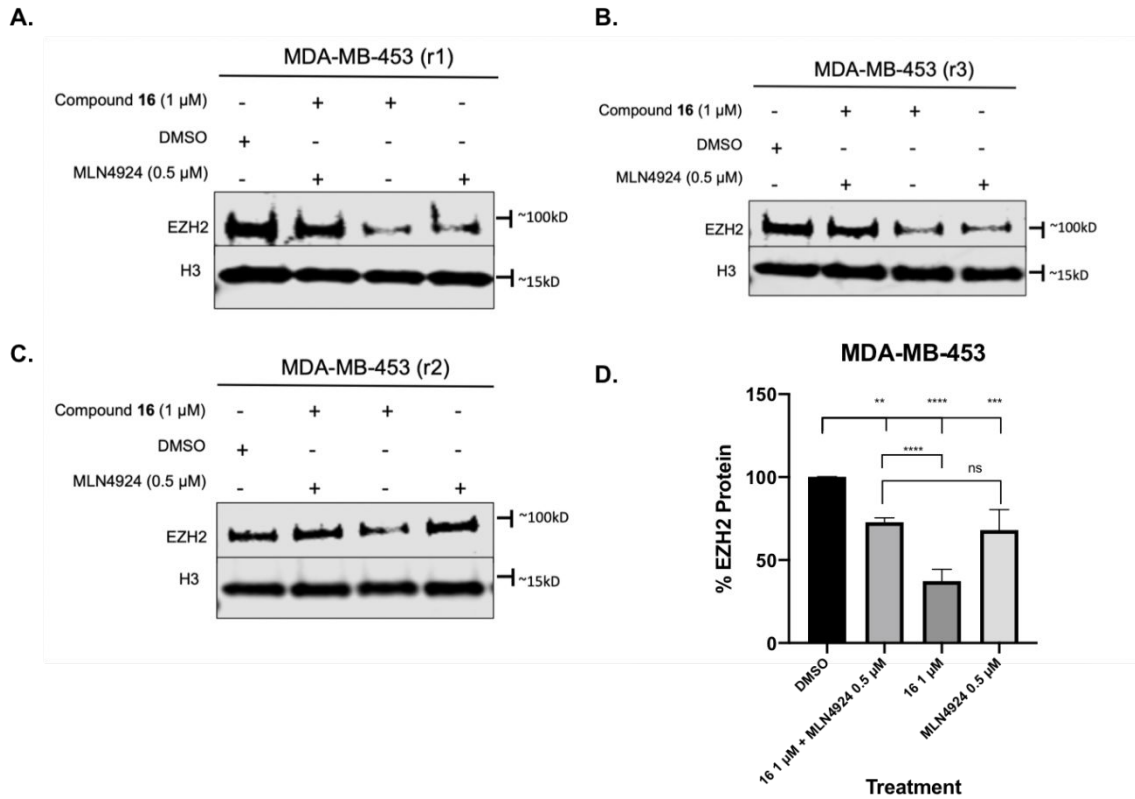 A.
MDA-MB-453 (r1)
Compound 16 (1 µM) - + + -
DMSO + - - -
MLN4924 (0.5 µM) - + - +
EZH2 ~100kD
H3 ~15kD
B.
MDA-MB-453 (r3)
Compound 16 (1 µM) - + + -
DMSO + - - -
MLN4924 (0.5 µM) - + - +
EZH2 ~100kD
H3 ~15kD
C.
MDA-MB-453 (r2)
Compound 16 (1 µM) - + + -
DMSO + - - -
MLN4924 (0.5 µM) - + - +
EZH2 ~100kD
H3 ~15kD
D.
MDA-MB-453
150
100
50
0
% EZH2 Protein
** **** ***
****
ns
DMSO
16 1 µM + MLN4924 0.5 µM
16 1 µM
MLN4924 0.5 µM
Treatment